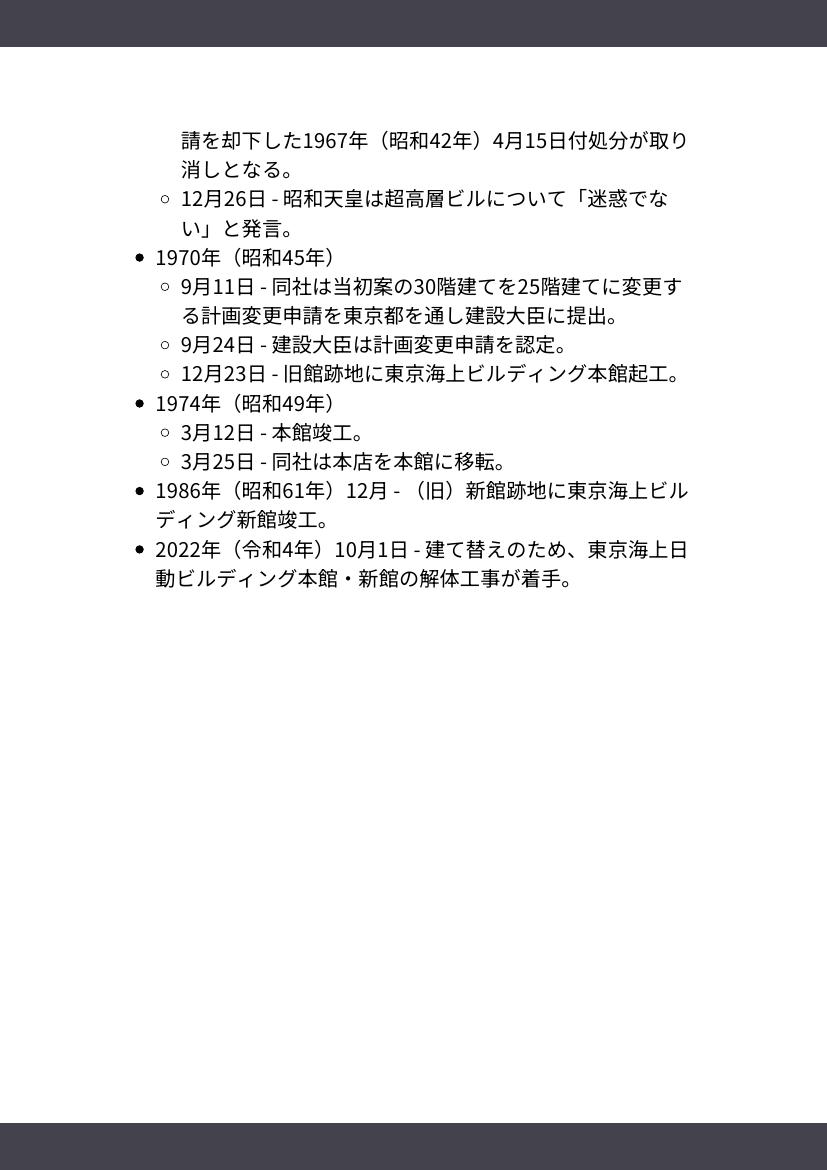 請を却下した1967年（昭和42年）4月15日付処分が取り
消しとなる。
12月26日 - 昭和天皇は超高層ビルについて「迷惑でな
い」と発言。
1970年（昭和45年）
9月11日 - 同社は当初案の30階建てを25階建てに変更す
る計画変更申請を東京都を通し建設大臣に提出。
9月24日 - 建設大臣は計画変更申請を認定。
12月23日 - 旧館跡地に東京海上ビルディング本館起工。
1974年（昭和49年）
3月12日 - 本館竣工。
3月25日 - 同社は本店を本館に移転。
1986年（昭和61年）12月 - （旧）新館跡地に東京海上ビル
ディング新館竣工。
2022年（令和4年）10月1日 - 建て替えのため、東京海上日
動ビルディング本館・新館の解体工事が着手。